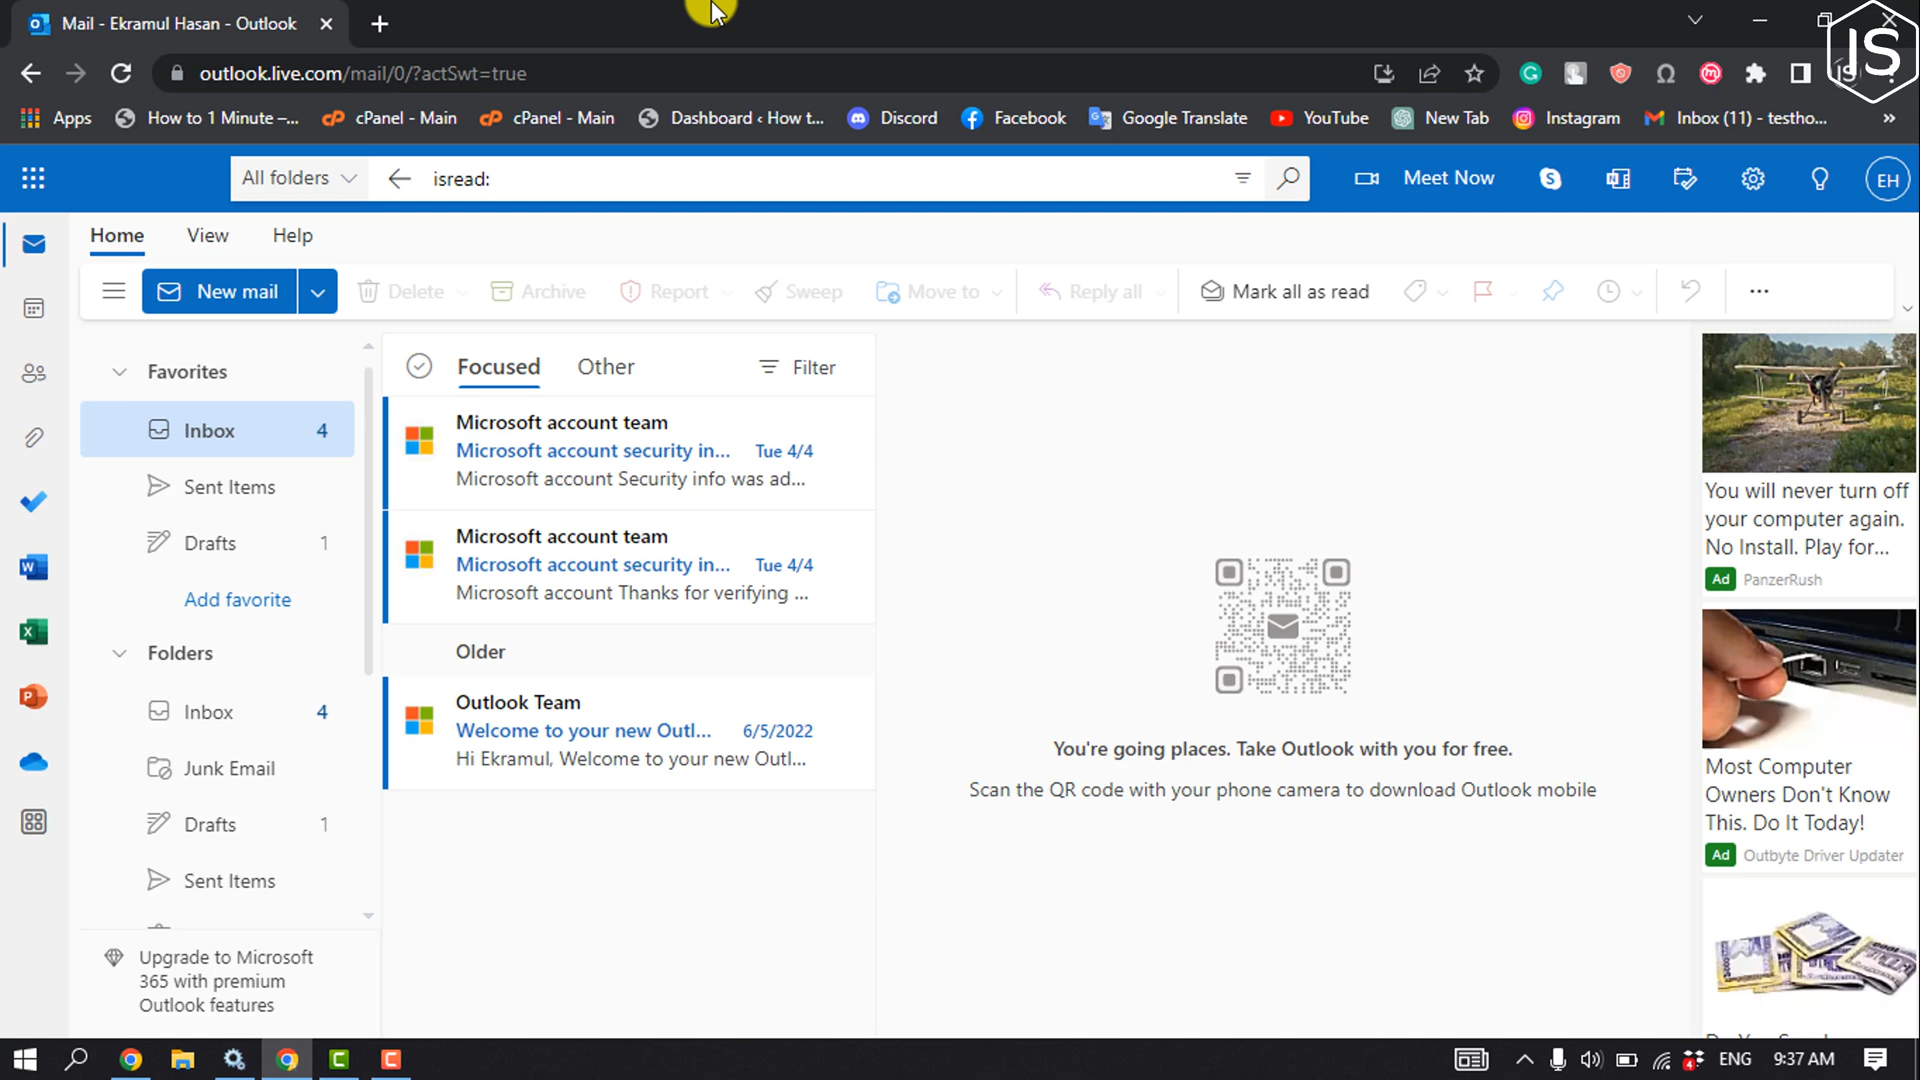 Mail - Ekramul Hasan - Outlook
outlook.live.com/mail/0/?actSwt=true
JS
Apps
How to 1 Minute –...
cPanel - Main
cPanel - Main
Dashboard ‹ How t...
Discord
Facebook
Google Translate
YouTube
New Tab
Instagram
Inbox (11) - testho...
All folders
isread:
Meet Now
EH
Home View Help
New mail
Delete
Archive
Report
Sweep
Move to
Reply all
Mark all as read
Favorites
Inbox 4
Sent Items
Drafts 1
Add favorite
Folders
Inbox 4
Junk Email
Drafts 1
Sent Items
Upgrade to Microsoft
365 with premium
Outlook features
Focused Other Filter
Microsoft account team
Microsoft account security in... Tue 4/4
Microsoft account Security info was ad...
Microsoft account team
Microsoft account security in... Tue 4/4
Microsoft account Thanks for verifying ...
Older
Outlook Team
Welcome to your new Outl... 6/5/2022
Hi Ekramul, Welcome to your new Outl...
You're going places. Take Outlook with you for free.
Scan the QR code with your phone camera to download Outlook mobile
You will never turn off
your computer again.
No Install. Play for...
Ad PanzerRush
Most Computer
Owners Don't Know
This. Do It Today!
Ad Outbyte Driver Updater
ENG 9:37 AM